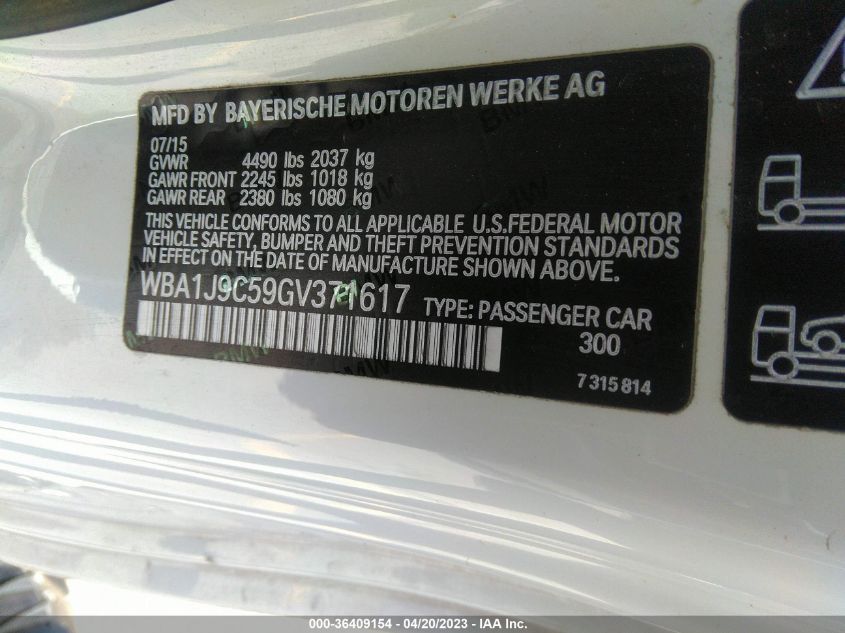 MFD BY BAYERISCHE MOTOREN WERKE AG
07/15
GVWR 4490 lbs 2037 kg
GAWR FRONT 2245 lbs 1018 kg
GAWR REAR 2380 lbs 1080 kg
THIS VEHICLE CONFORMS TO ALL APPLICABLE U.S.FEDERAL MOTOR
VEHICLE SAFETY, BUMPER AND THEFT PREVENTION STANDARDS
IN EFFECT ON THE DATE OF MANUFACTURE SHOWN ABOVE.
WBA1J9C59GV371617 TYPE: PASSENGER CAR
300
7315814
BMW
000-36409154 - 04/20/2023 - IAA Inc.